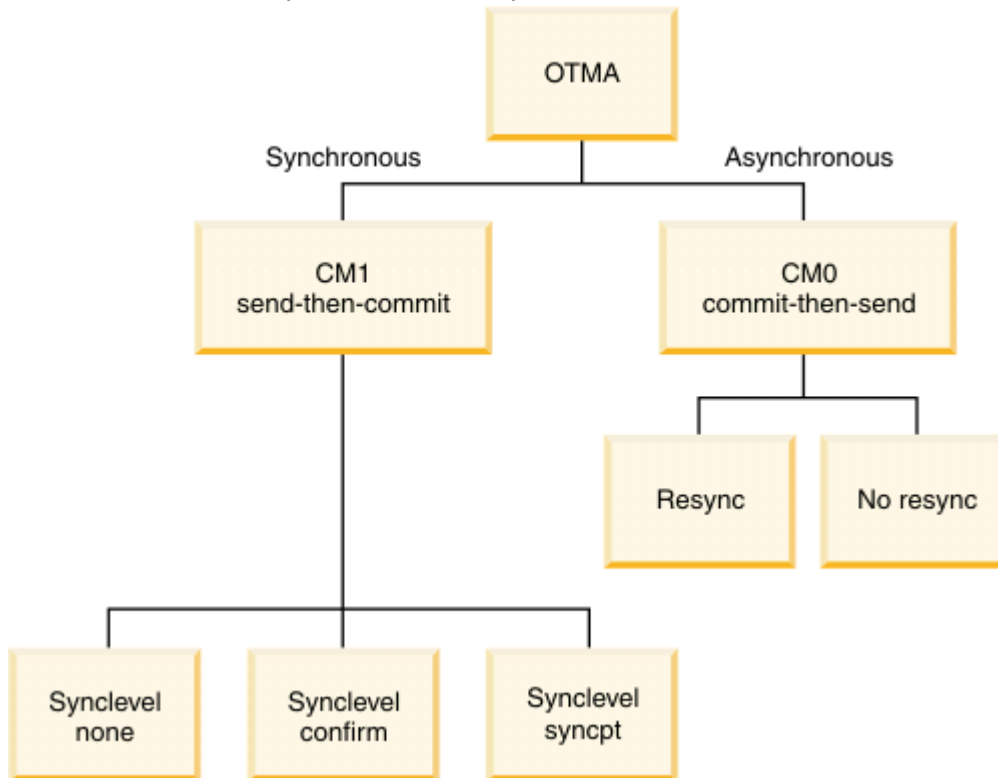 OTMA
Synchronous
Asynchronous
CM1
send-then-commit
CM0
commit-then-send
Resync
No resync
Synclevel
none
Synclevel
confirm
Synclevel
syncpt